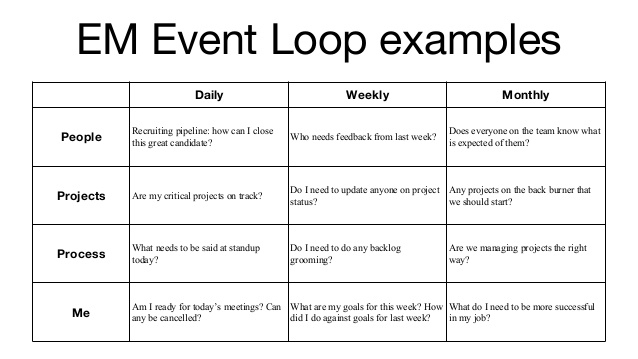 EM Event Loop examples
Daily
Weekly
Monthly
People
Recruiting pipeline: how can I close
this great candidate?
Who needs feedback from last week?
Does everyone on the team know what
is expected of them?
Projects
Are my critical projects on track?
Do I need to update anyone on project
status?
Any projects on the back burner that
we should start?
Process
What needs to be said at standup
today?
Do I need to do any backlog
grooming?
Are we managing projects the right
way?
Me
Am I ready for today's meetings? Can
any be cancelled?
What are my goals for this week? How
did I do against goals for last week?
What do I need to be more successful
in my job?